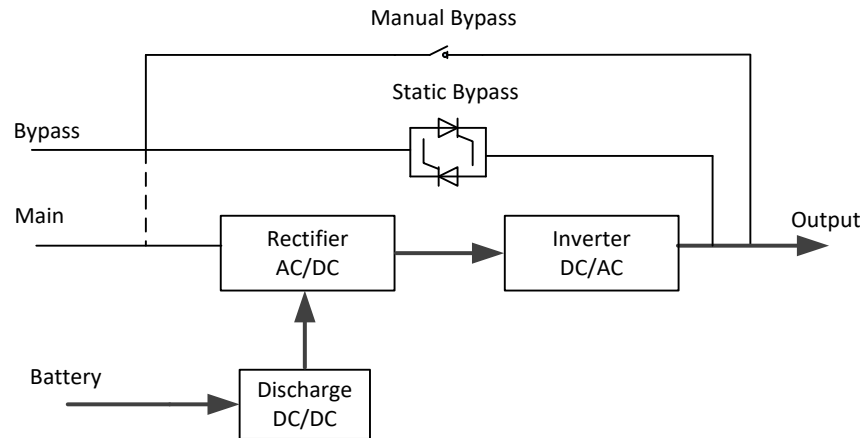 Manual Bypass
Static Bypass
Bypass
Main
Rectifier
AC/DC
Inverter
DC/AC
Output
Battery
Discharge
DC/DC